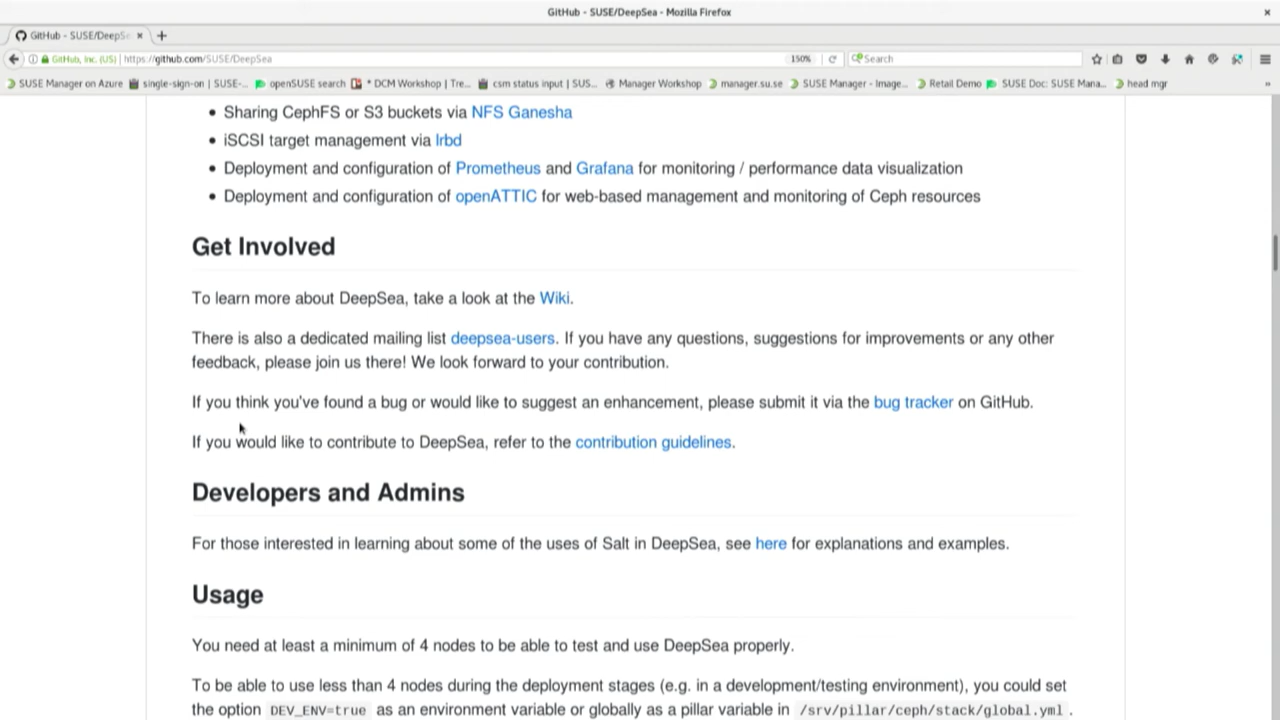 GitHub - SUSE/DeepSea - Mozilla Firefox
GitHub - SUSE/DeepSe
GitHub, Inc. (US) | https://github.com/SUSE/DeepSea
150%
Search
SUSE Manager on Azure
single-sign-on | SUSE-...
openSUSE search
* DCM Workshop | Tre...
csm status input | SUS...
Manager Workshop
manager.su.se
SUSE Manager - Image...
Retail Demo
SUSE Doc: SUSE Mana...
head mgr
• Sharing CephFS or S3 buckets via NFS Ganesha
• iSCSI target management via lrbd
• Deployment and configuration of Prometheus and Grafana for monitoring / performance data visualization
• Deployment and configuration of openATTIC for web-based management and monitoring of Ceph resources
Get Involved
To learn more about DeepSea, take a look at the Wiki.
There is also a dedicated mailing list deepsea-users. If you have any questions, suggestions for improvements or any other
feedback, please join us there! We look forward to your contribution.
If you think you've found a bug or would like to suggest an enhancement, please submit it via the bug tracker on GitHub.
If you would like to contribute to DeepSea, refer to the contribution guidelines.
Developers and Admins
For those interested in learning about some of the uses of Salt in DeepSea, see here for explanations and examples.
Usage
You need at least a minimum of 4 nodes to be able to test and use DeepSea properly.
To be able to use less than 4 nodes during the deployment stages (e.g. in a development/testing environment), you could set
the option DEV_ENV=true as an environment variable or globally as a pillar variable in /srv/pillar/ceph/stack/global.yml .